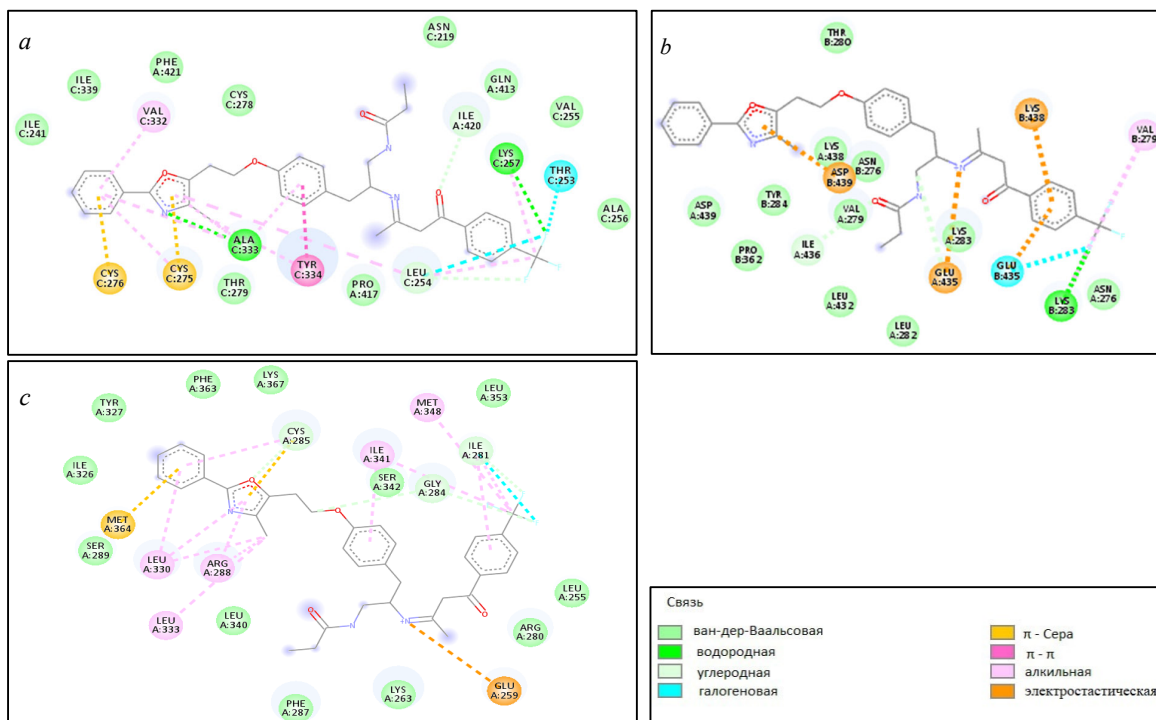 a
ASN
C:219
PHE
A:421
ILE
C:339
VAL
C:332
CYS
C:278
GLN
A:413
ILE
A:420
VAL
C:255
ILE
C:241
LYS
C:257
THR
C:253
O
N
O
O
NH
N
O
ALA
C:256
ALA
C:333
CYS
C:276
CYS
C:275
THR
C:279
TYR
C:334
PRO
A:417
LEU
C:254
b
THR
B:280
LYS
B:438
VAL
B:279
LYS
A:438
ASN
B:276
ASP
B:439
ASP
A:439
TYR
B:284
VAL
A:279
PRO
B:362
ILE
A:436
LYS
A:283
GLU
A:435
GLU
B:435
LEU
A:432
LEU
A:282
LYS
B:283
ASN
A:276
c
PHE
A:363
LYS
A:367
TYR
A:327
CYS
A:285
MET
A:348
LEU
A:353
ILE
A:326
ILE
A:341
SER
A:342
GLY
A:284
ILE
A:281
MET
A:364
SER
A:289
LEU
A:330
ARG
A:288
LEU
A:333
LEU
A:340
LEU
A:255
ARG
A:280
PHE
A:287
LYS
A:263
GLU
A:259
Связь
ван-дер-Ваальсовая
водородная
углеродная
галогеновая
π - Сера
π - π
алкильная
электростастическая